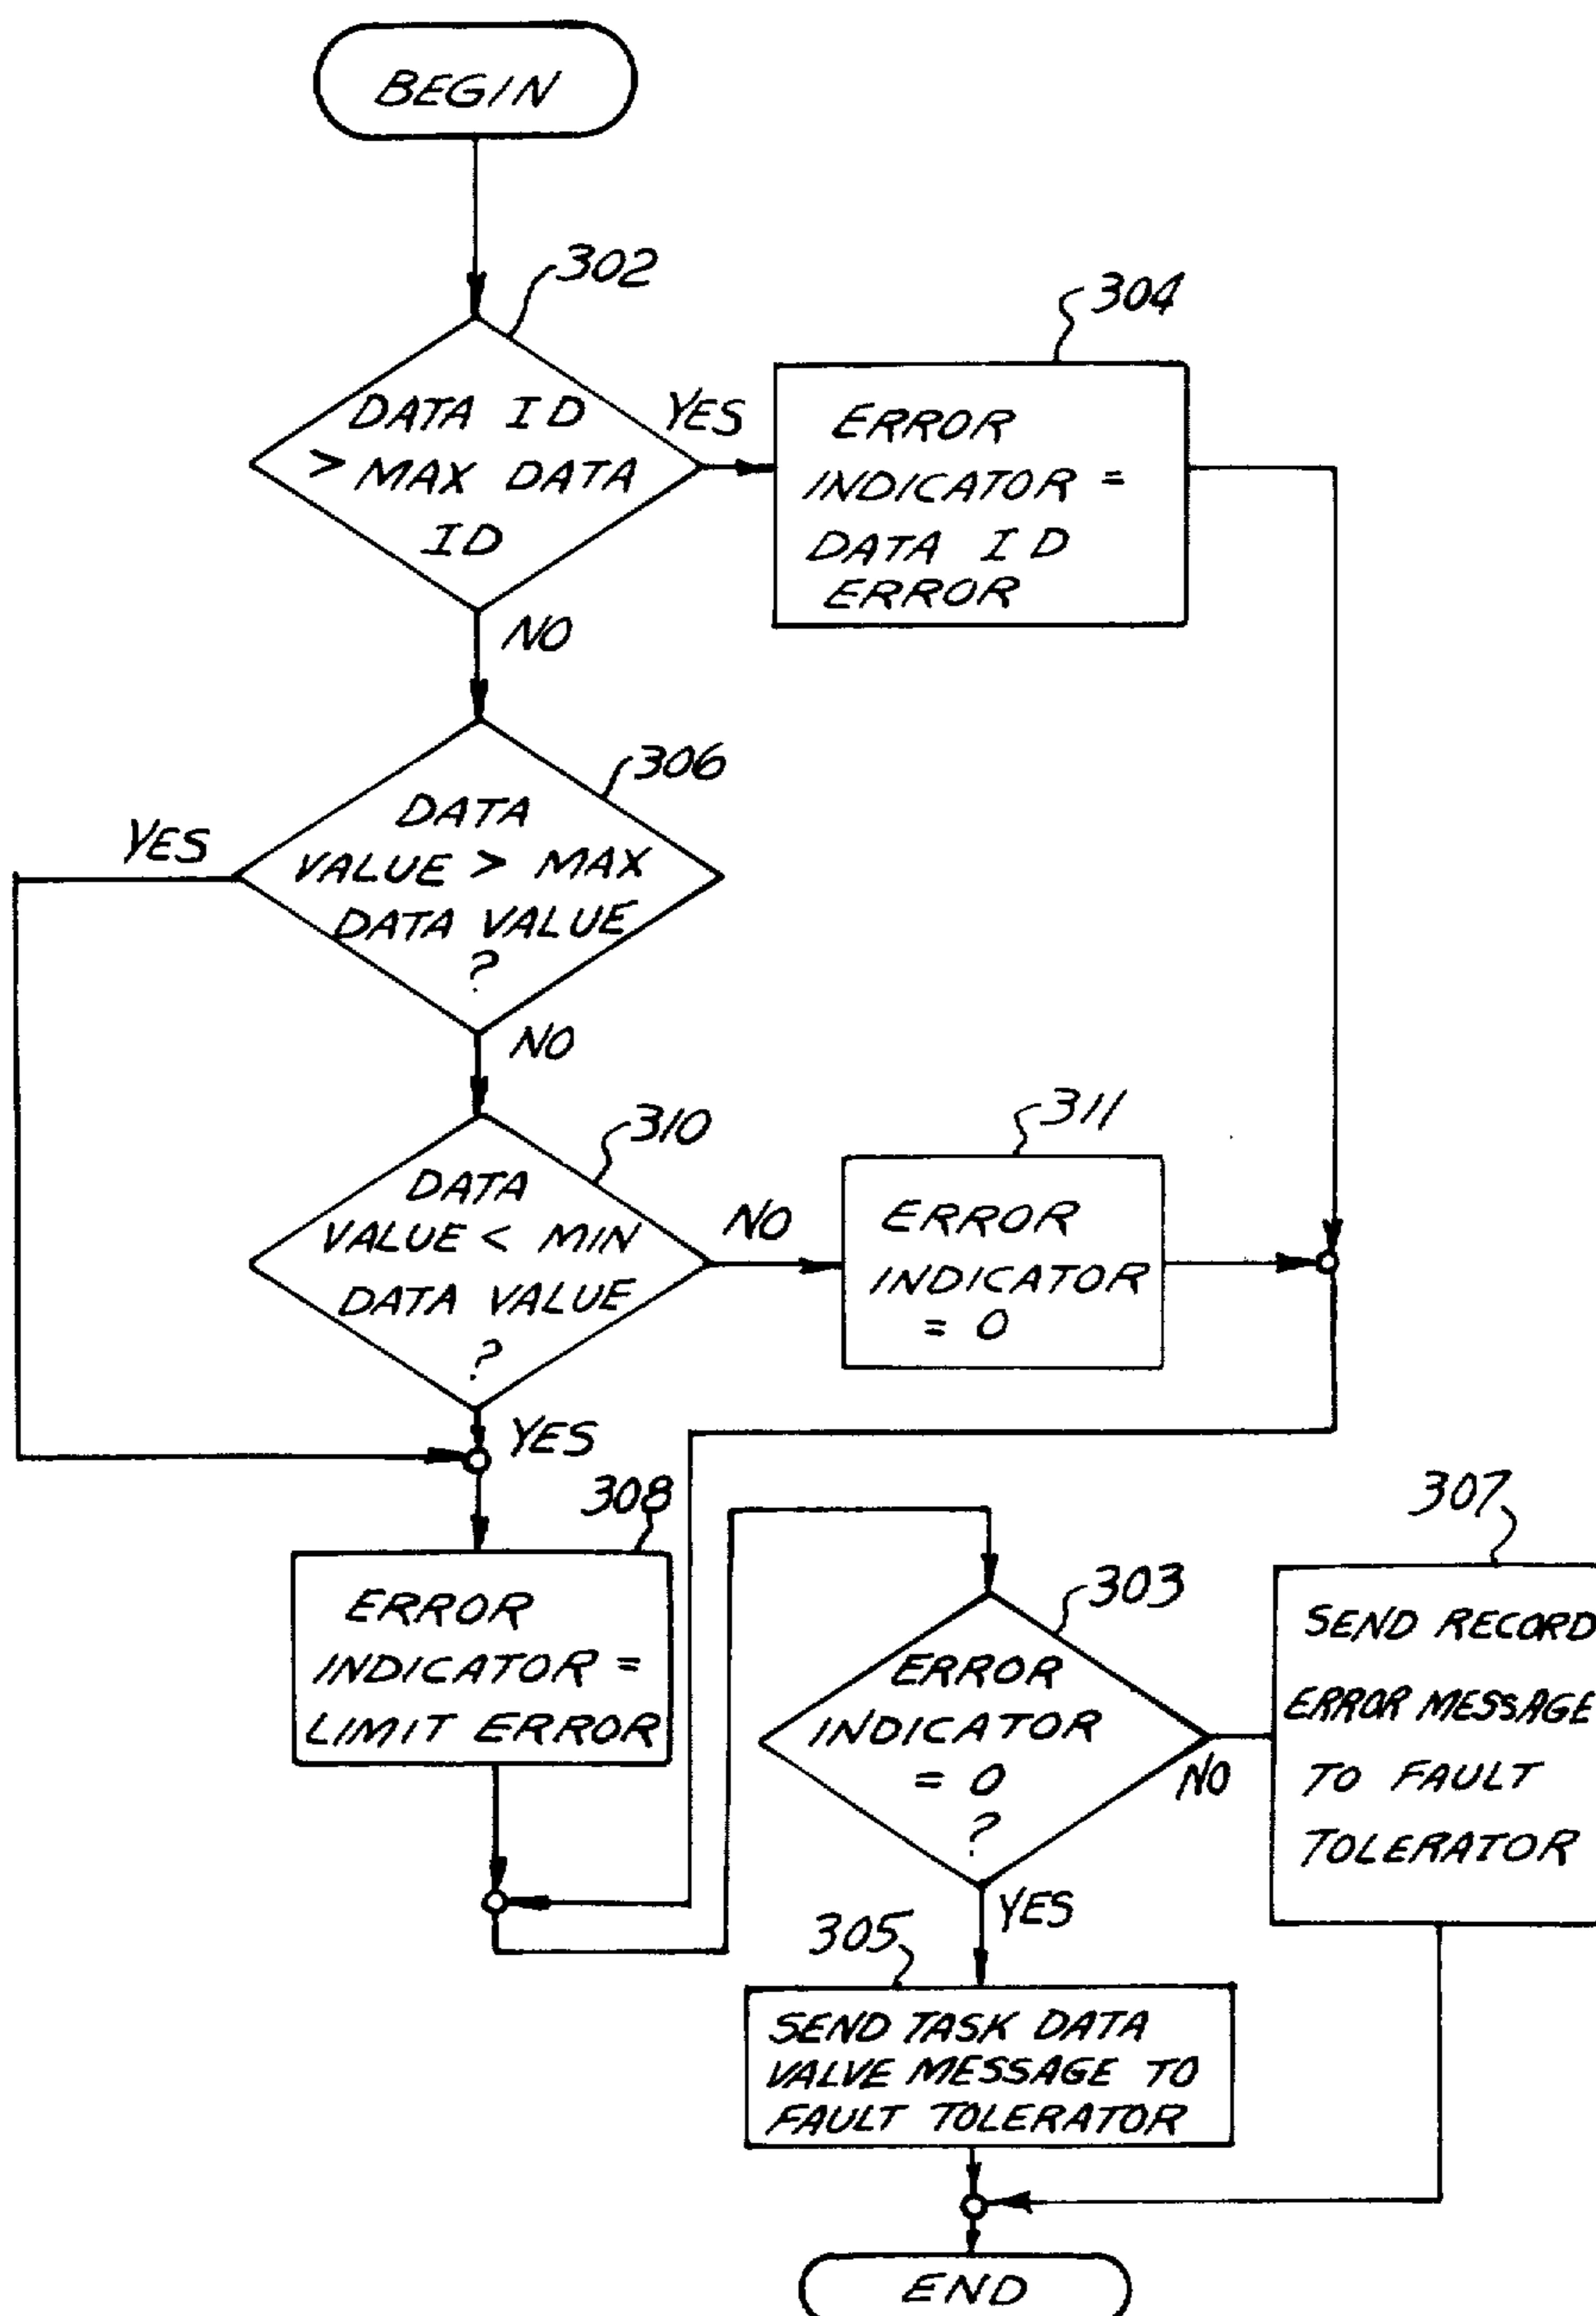 BEGIN
302
DATA ID
> MAX DATA
ID
YES
304
ERROR
INDICATOR =
DATA ID
ERROR
NO
306
DATA
VALUE > MAX
DATA VALUE
?
YES
NO
310
DATA
VALUE < MIN
DATA VALUE
?
NO
311
ERROR
INDICATOR
= 0
YES
308
ERROR
INDICATOR =
LIMIT ERROR
303
ERROR
INDICATOR
= 0
?
NO
307
SEND RECORD
ERROR MESSAGE
TO FAULT
TOLERATOR
YES
305
SEND TASK DATA
VALVE MESSAGE TO
FAULT TOLERATOR
END